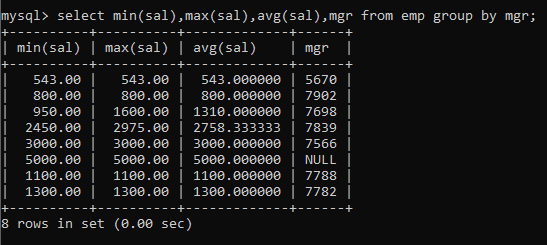 mysql> select min(sal),max(sal),avg(sal),mgr from emp group by mgr;
+----------+----------+-------------+------+
| min(sal) | max(sal) | avg(sal)    | mgr  |
+----------+----------+-------------+------+
|   543.00 |   543.00 |  543.000000 | 5670 |
|   800.00 |   800.00 |  800.000000 | 7902 |
|   950.00 |  1600.00 | 1310.000000 | 7698 |
|  2450.00 |  2975.00 | 2758.333333 | 7839 |
|  3000.00 |  3000.00 | 3000.000000 | 7566 |
|  5000.00 |  5000.00 | 5000.000000 | NULL |
|  1100.00 |  1100.00 | 1100.000000 | 7788 |
|  1300.00 |  1300.00 | 1300.000000 | 7782 |
+----------+----------+-------------+------+
8 rows in set (0.00 sec)